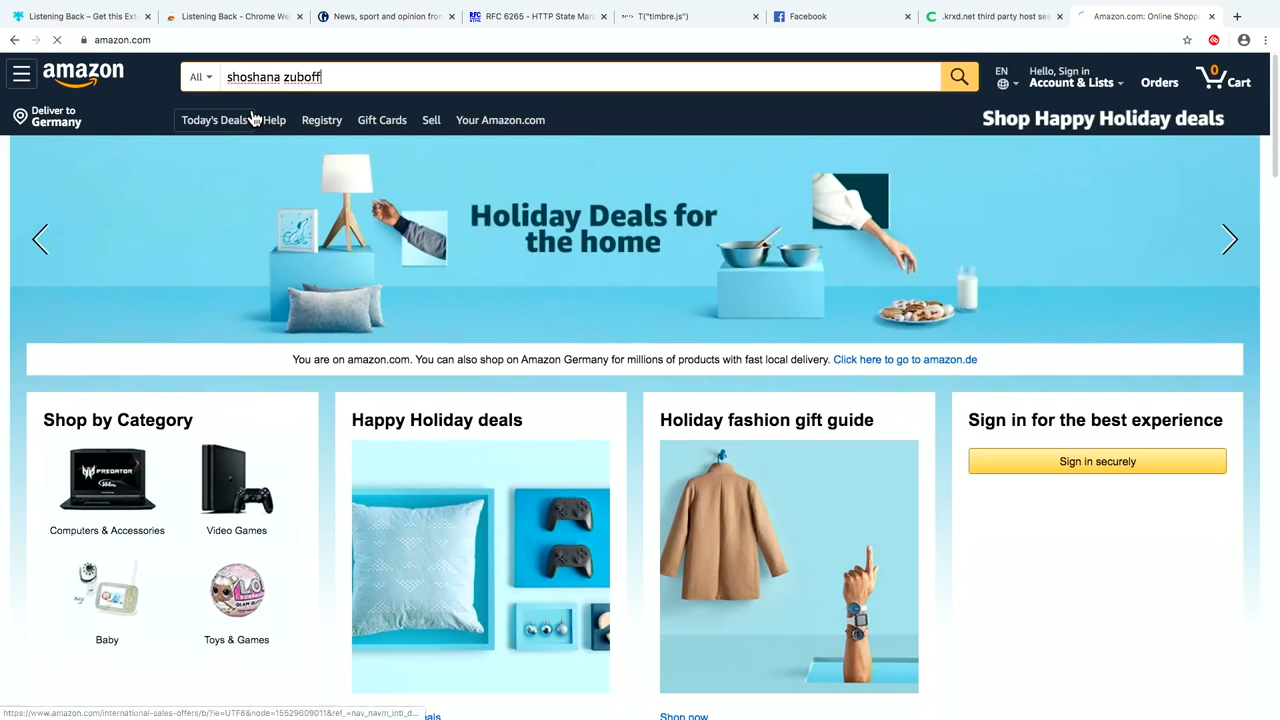 Listening Back – Get this Ext
Listening Back - Chrome We
News, sport and opinion from
RFC 6265 - HTTP State Man
T("timbre.js")
Facebook
.krxd.net third party host sea
Amazon.com: Online Shoppi
amazon.com
amazon
All
shoshana zuboff
EN
Hello, Sign in
Account & Lists
Orders
0
Cart
Deliver to
Germany
Today's Deals
Help
Registry
Gift Cards
Sell
Your Amazon.com
Shop Happy Holiday deals
Holiday Deals for
the home
You are on amazon.com. You can also shop on Amazon Germany for millions of products with fast local delivery. Click here to go to amazon.de
Shop by Category
Happy Holiday deals
Holiday fashion gift guide
Sign in for the best experience
Sign in securely
PREDATOR
Computers & Accessories
Video Games
Baby
Toys & Games
Shop now
https://www.amazon.com/international-sales-offers/b/?ie=UTF8&node=15529609011&ref_=nav_navm_intl_d...